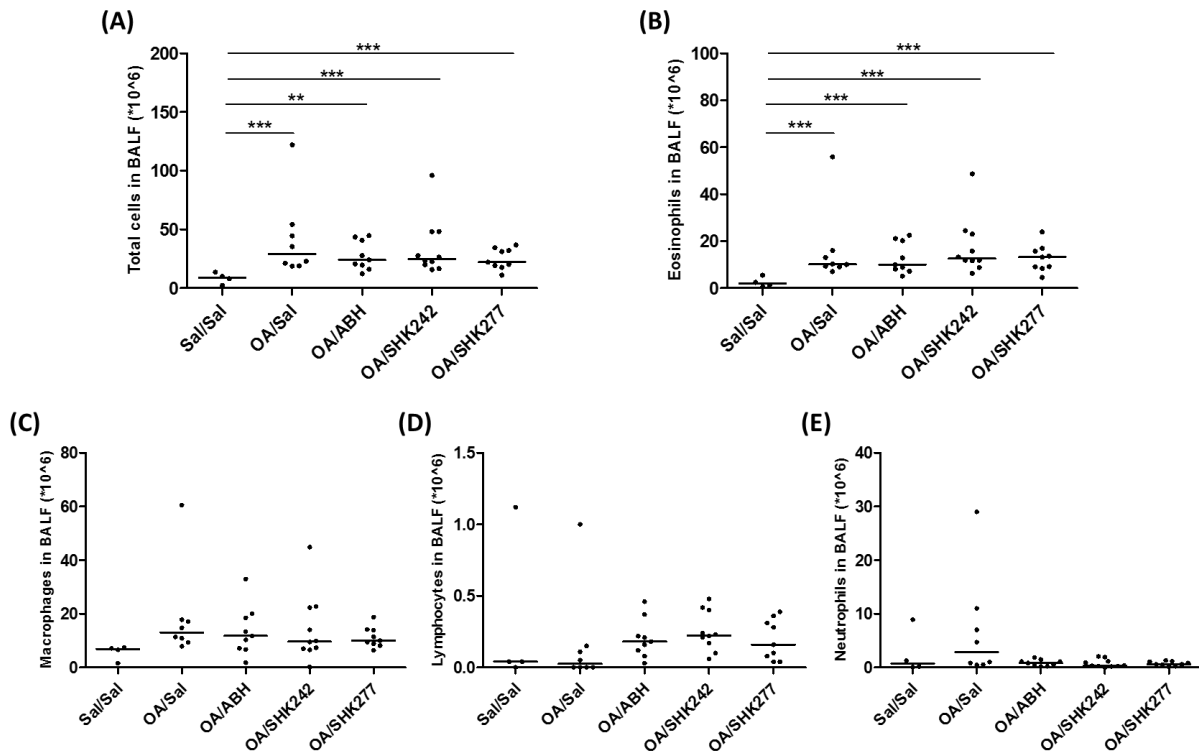 (A)
Total cells in BALF (*10^6)
200
150
100
50
0
***
***
**
***
Sal/Sal
OA/Sal
OA/ABH
OA/SHK242
OA/SHK277
(B)
Eosinophils in BALF (*10^6)
100
80
60
40
20
0
***
***
***
***
Sal/Sal
OA/Sal
OA/ABH
OA/SHK242
OA/SHK277
(C)
Macrophages in BALF (*10^6)
80
60
40
20
0
Sal/Sal
OA/Sal
OA/ABH
OA/SHK242
OA/SHK277
(D)
Lymphocytes in BALF (*10^6)
1.5
1.0
0.5
0.0
Sal/Sal
OA/Sal
OA/ABH
OA/SHK242
OA/SHK277
(E)
Neutrophils in BALF (*10^6)
40
30
20
10
0
Sal/Sal
OA/Sal
OA/ABH
OA/SHK242
OA/SHK277